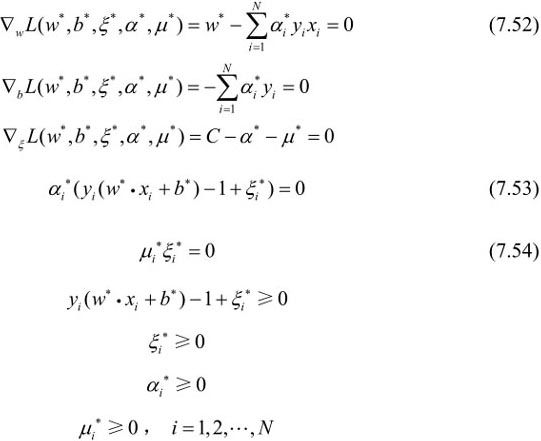 ∇_w L(w*,b*,ξ*,α*,μ*) = w* − ∑_{i=1}^{N} α_i* y_i x_i = 0 (7.52)
∇_b L(w*,b*,ξ*,α*,μ*) = −∑_{i=1}^{N} α_i* y_i = 0
∇_ξ L(w*,b*,ξ*,α*,μ*) = C − α* − μ* = 0
α_i*(y_i(w*•x_i + b*) − 1 + ξ_i*) = 0 (7.53)
μ_i* ξ_i* = 0 (7.54)
y_i(w*•x_i + b*) − 1 + ξ_i* ⩾ 0
ξ_i* ⩾ 0
α_i* ⩾ 0
μ_i* ⩾ 0 , i = 1,2,⋯,N